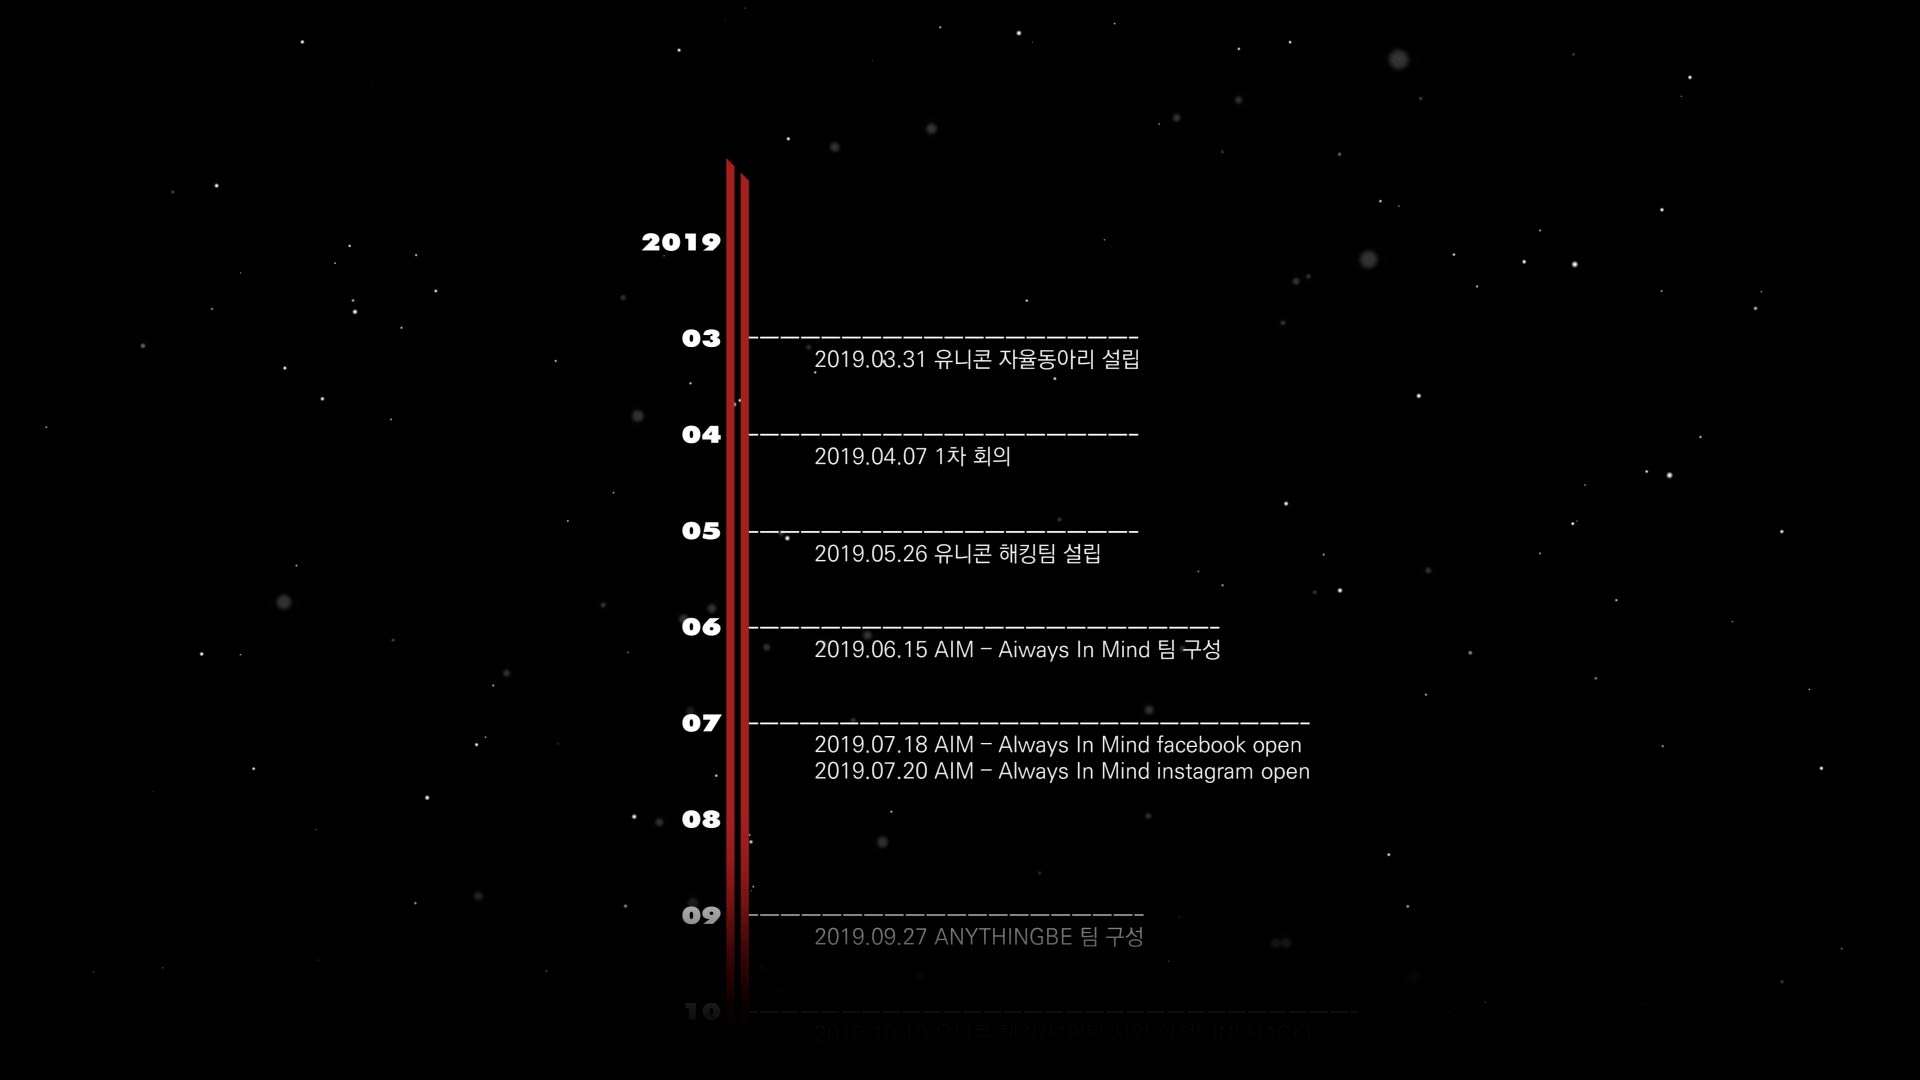 2019
03
2019.03.31 유니콘 자율동아리 설립
04
2019.04.07 1차 회의
05
2019.05.26 유니콘 해킹팀 설립
06
2019.06.15 AIM - Aiways In Mind 팀 구성
07
2019.07.18 AIM - Always In Mind facebook open
2019.07.20 AIM - Always In Mind instagram open
08
09
2019.09.27 ANYTHINGBE 팀 구성
10